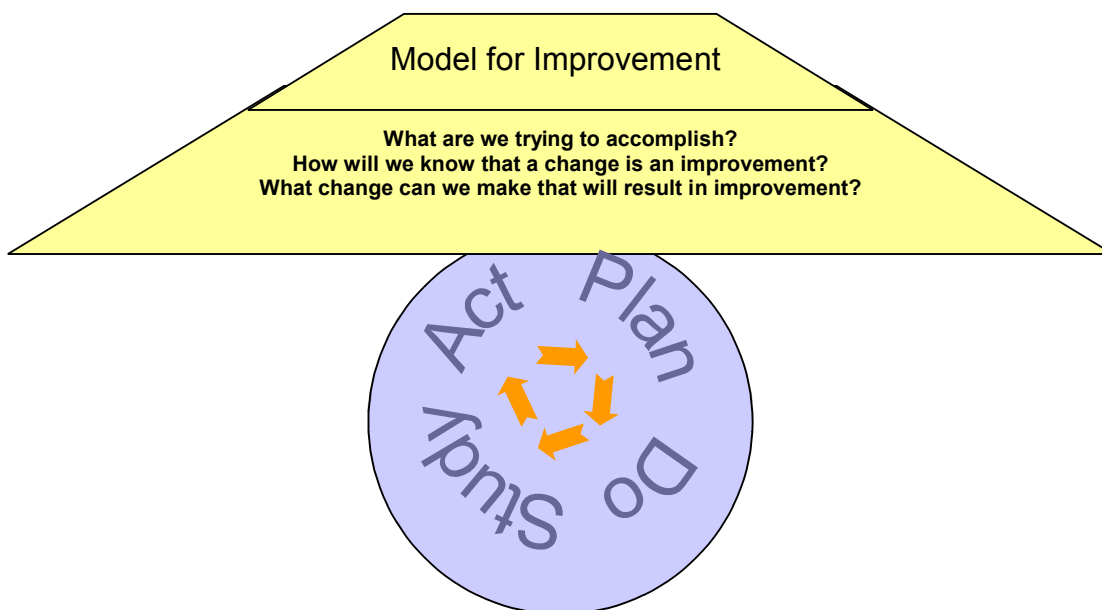 Model for Improvement
What are we trying to accomplish?
How will we know that a change is an improvement?
What change can we make that will result in improvement?
Act
Plan
Study
Do